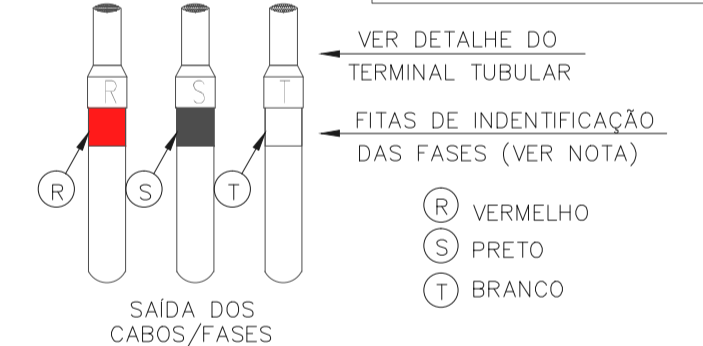 VER DETALHE DO
TERMINAL TUBULAR
R S T
FITAS DE INDENTIFICAÇÃO
DAS FASES (VER NOTA)
R S T
R VERMELHO
S PRETO
T BRANCO
SAÍDA DOS
CABOS/FASES